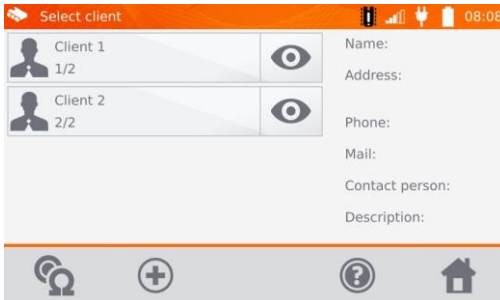 Select client
08:08
Client 1
1/2
Client 2
2/2
Name:
Address:
Phone:
Mail:
Contact person:
Description: